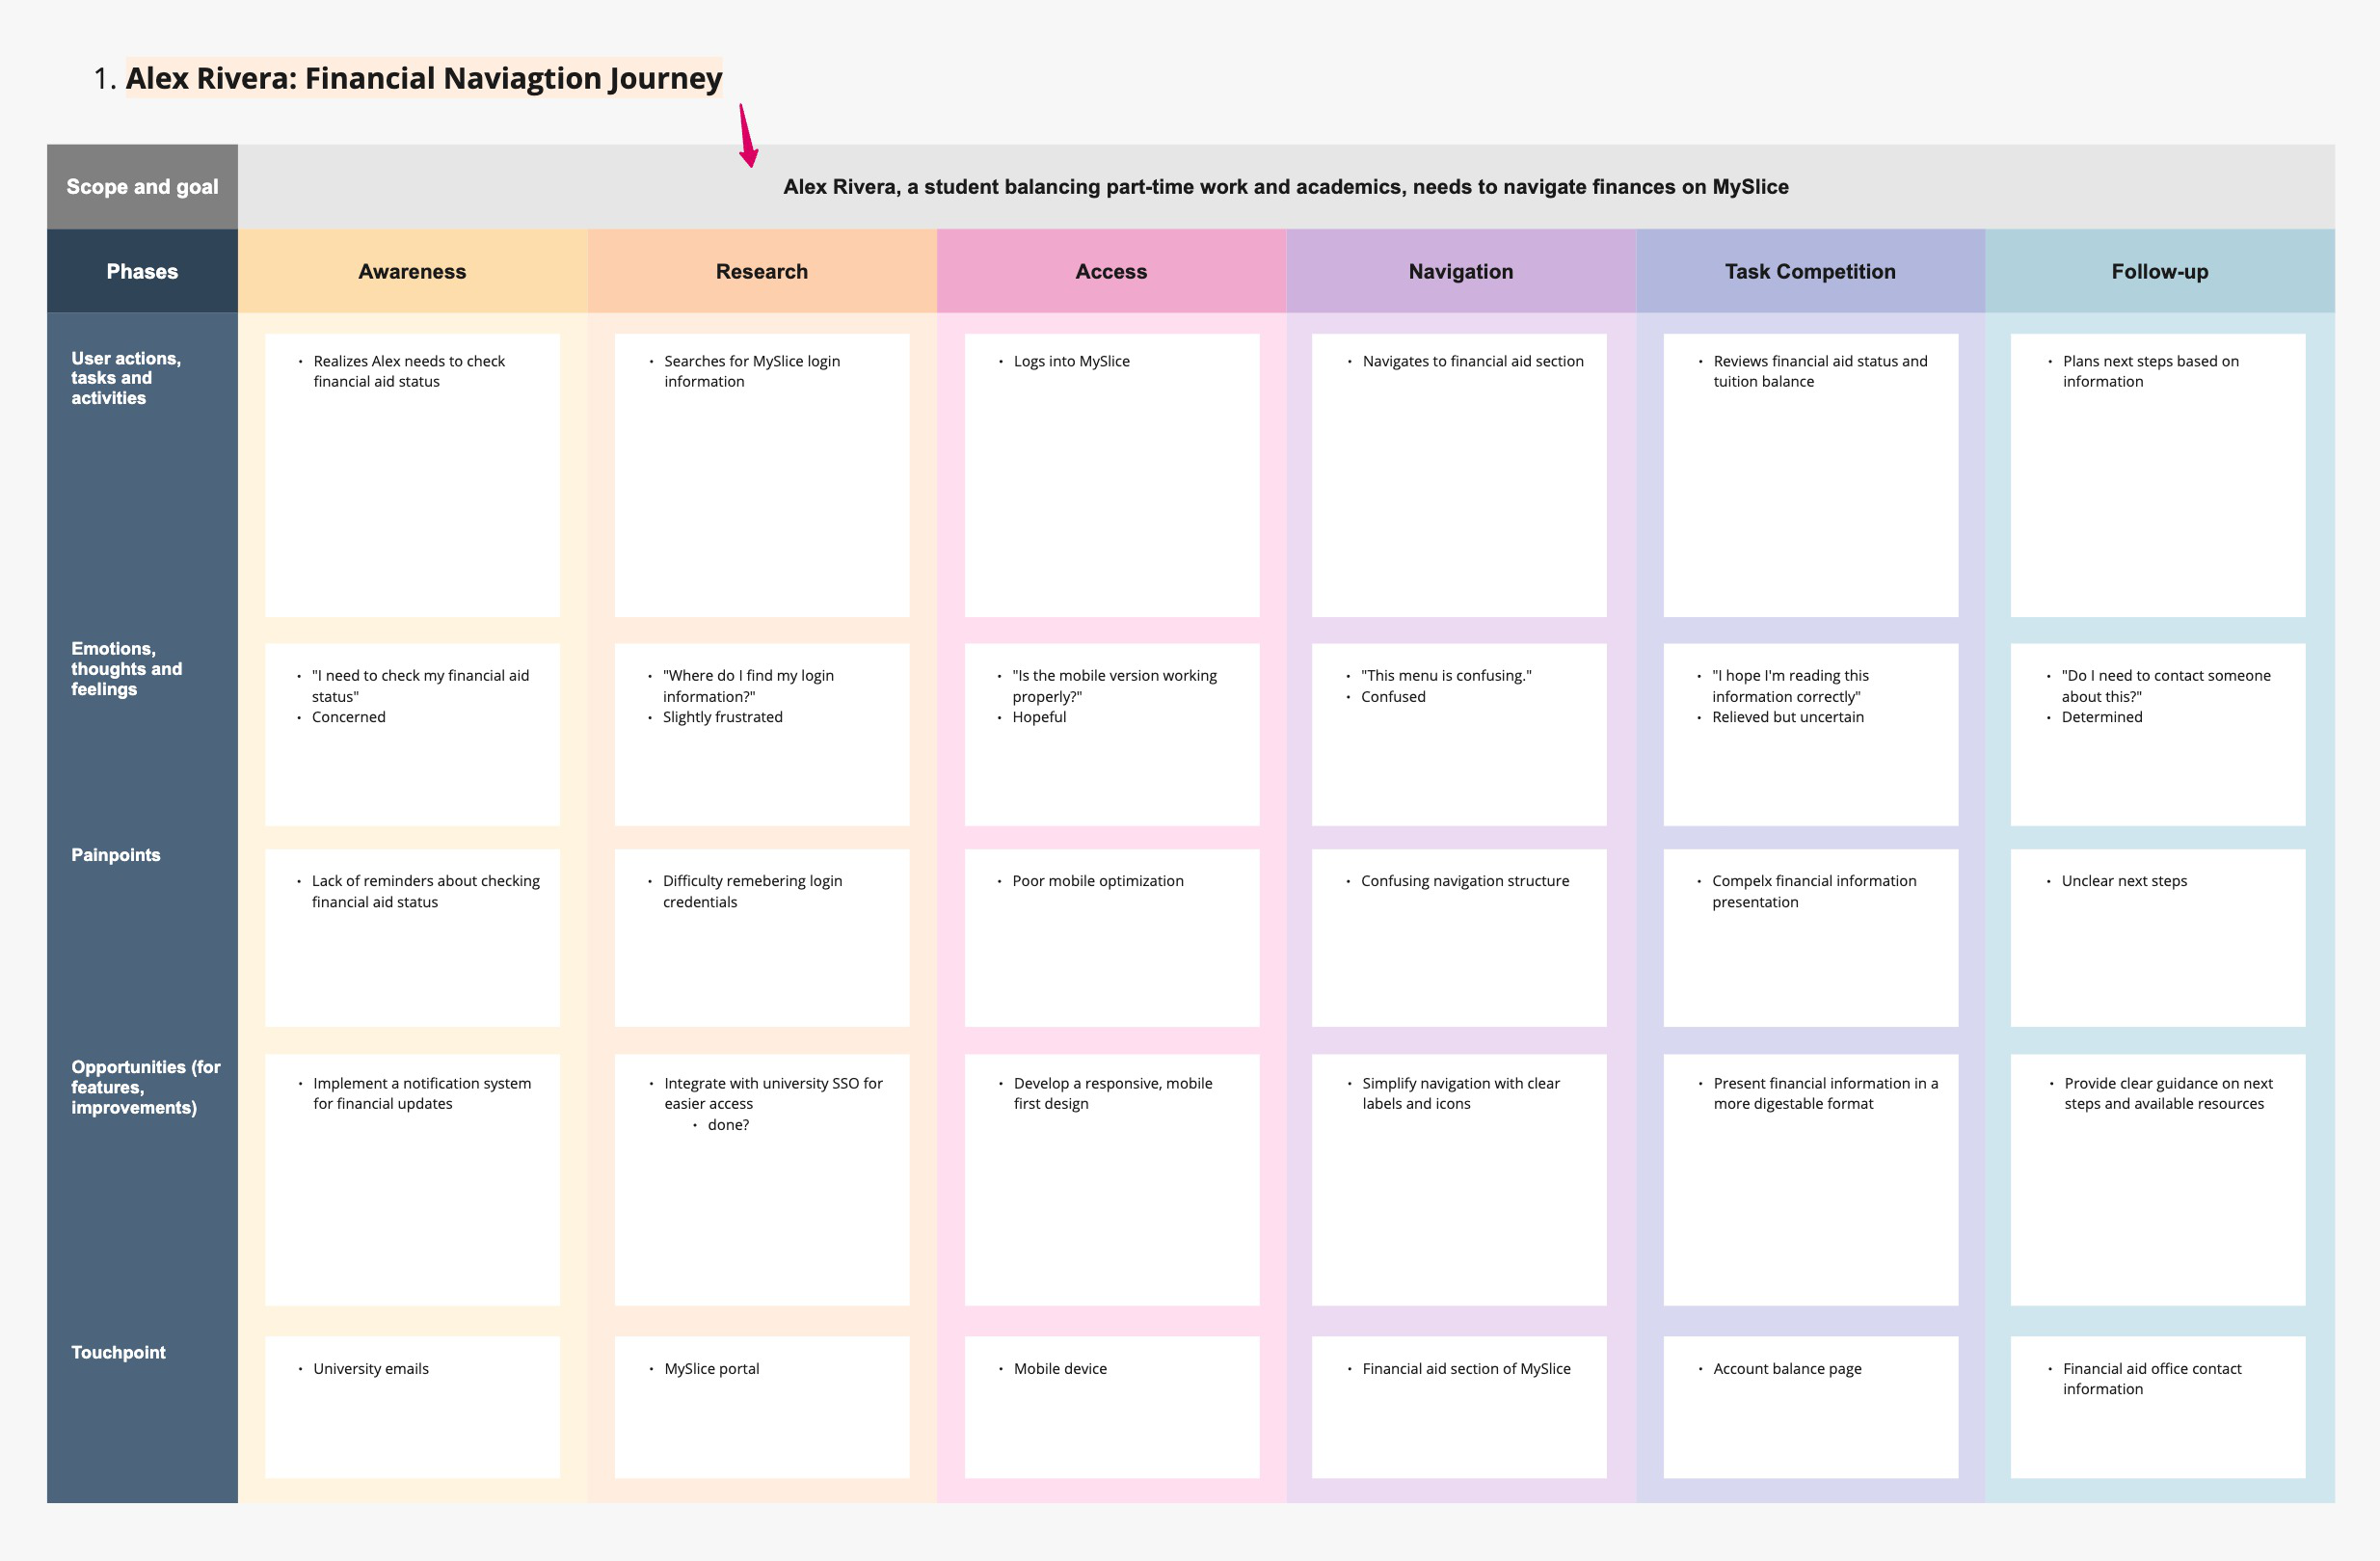 1. Alex Rivera: Financial Naviagtion Journey
Scope and goal
Alex Rivera, a student balancing part-time work and academics, needs to navigate finances on MySlice
Phases
Awareness
Research
Access
Navigation
Task Competition
Follow-up
User actions,
tasks and
activities
• Realizes Alex needs to check
financial aid status
• Searches for MySlice login
information
• Logs into MySlice
• Navigates to financial aid section
• Reviews financial aid status and
tuition balance
• Plans next steps based on
information
Emotions,
thoughts and
feelings
• "I need to check my financial aid
status"
• Concerned
• "Where do I find my login
information?"
• Slightly frustrated
• "Is the mobile version working
properly?"
• Hopeful
• "This menu is confusing."
• Confused
• "I hope I'm reading this
information correctly"
• Relieved but uncertain
• "Do I need to contact someone
about this?"
• Determined
Painpoints
• Lack of reminders about checking
financial aid status
• Difficulty remebering login
credentials
• Poor mobile optimization
• Confusing navigation structure
• Compelx financial information
presentation
• Unclear next steps
Opportunities (for
features,
improvements)
• Implement a notification system
for financial updates
• Integrate with university SSO for
easier access
• done?
• Develop a responsive, mobile
first design
• Simplify navigation with clear
labels and icons
• Present financial information in a
more digestable format
• Provide clear guidance on next
steps and available resources
Touchpoint
• University emails
• MySlice portal
• Mobile device
• Financial aid section of MySlice
• Account balance page
• Financial aid office contact
information